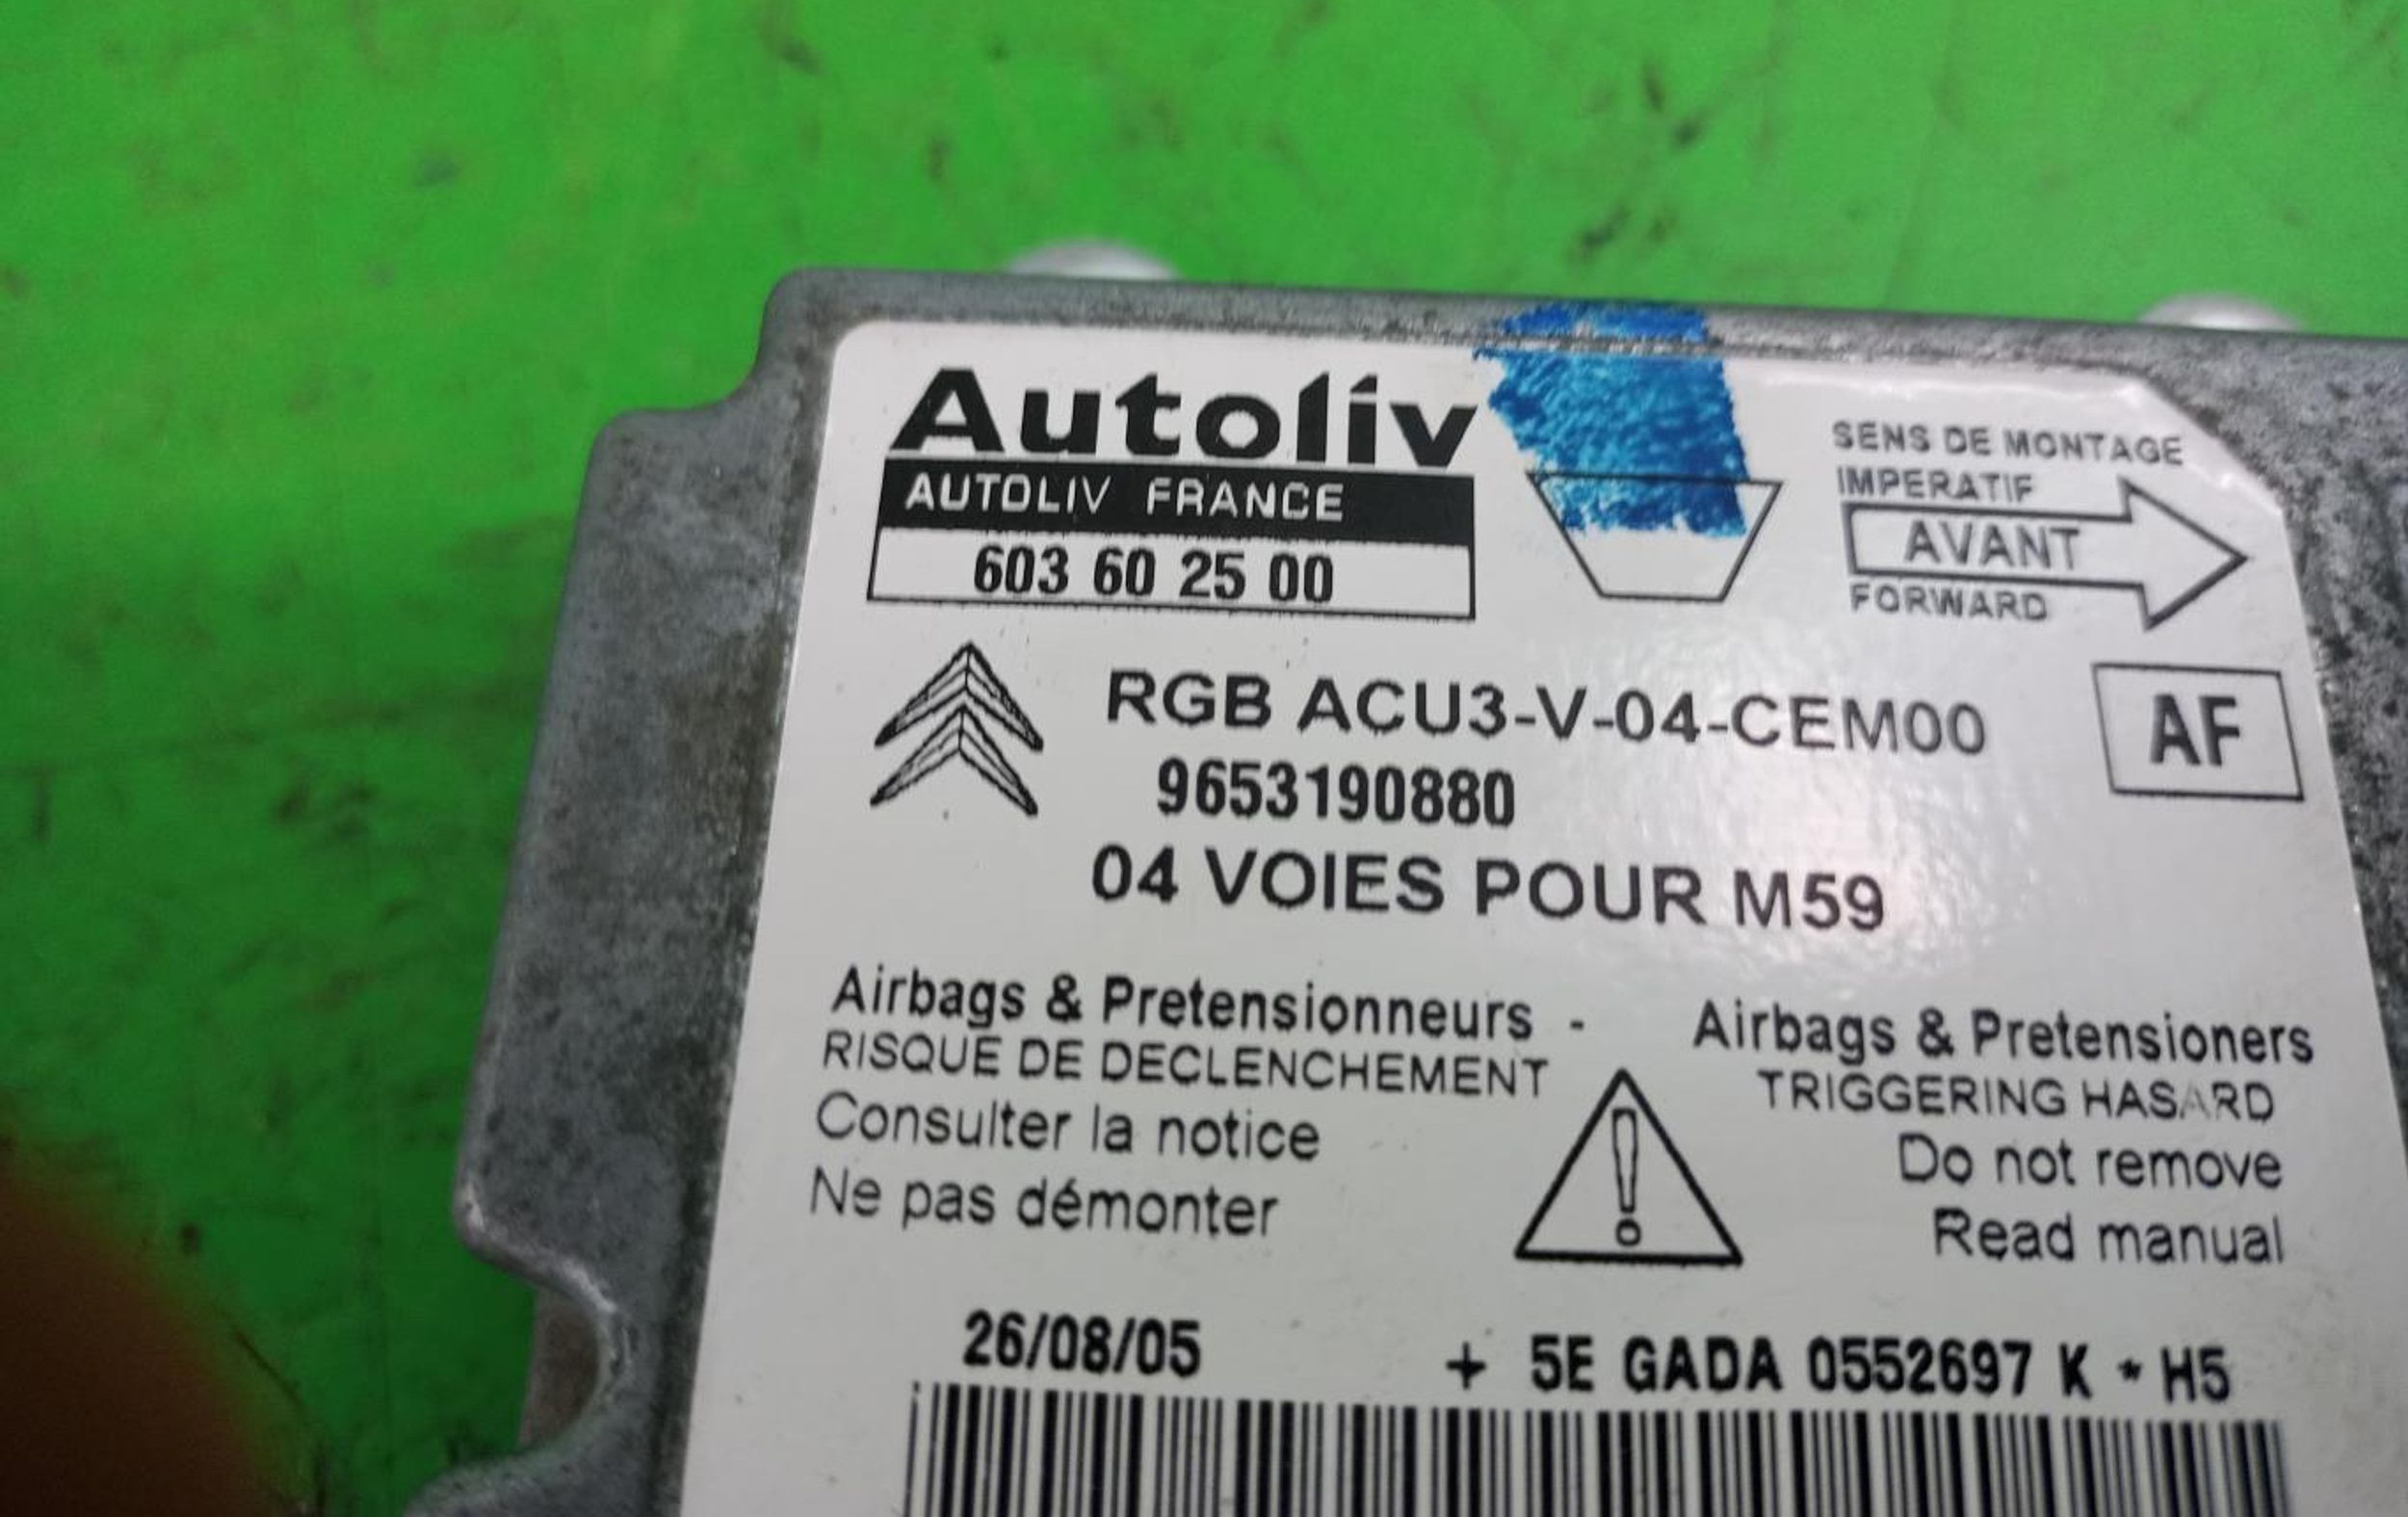 Autoliv
AUTOLIV FRANCE
603 60 25 00
SENS DE MONTAGE
IMPERATIF
AVANT
FORWARD
RGB ACU3-V-04-CEM00
AF
9653190880
04 VOIES POUR M59
Airbags & Pretensionneurs - Airbags & Pretensioners
RISQUE DE DECLENCHEMENT
TRIGGERING HASARD
Consulter la notice
Do not remove
Ne pas démonter
Read manual
26/08/05 + 5E GADA 0552697 K * H5